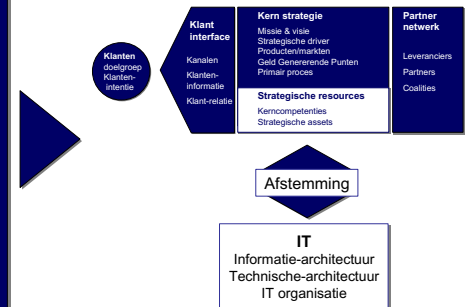 Klanten
doelgroep
Klanten-
intentie
Klant
interface
Kanalen
Klanten-
informatie
Klant-relatie
Kern strategie
Missie & visie
Strategische driver
Producten/markten
Geld Genererende Punten
Primair proces
Strategische resources
Kerncompetenties
Strategische assets
Partner
netwerk
Leveranciers
Partners
Coalities
Afstemming
IT
Informatie-architectuur
Technische-architectuur
IT organisatie